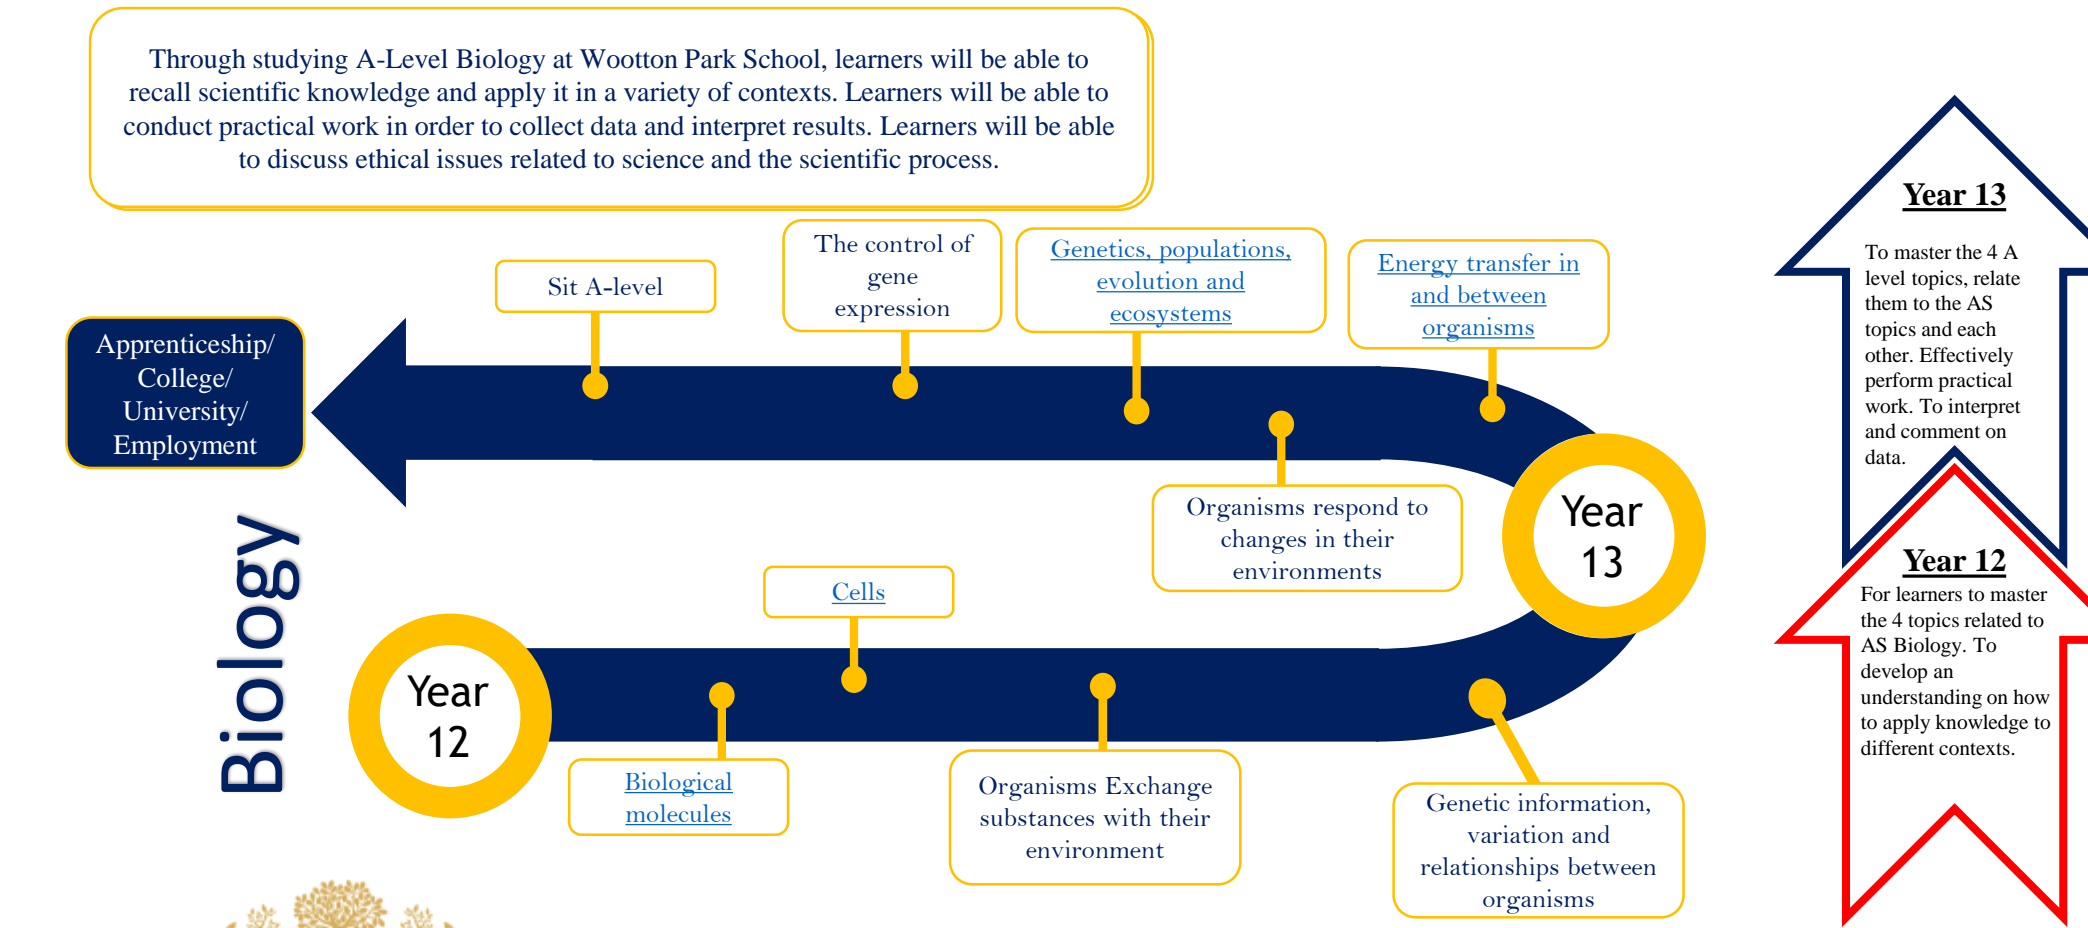 Through studying A-Level Biology at Wootton Park School, learners will be able to
recall scientific knowledge and apply it in a variety of contexts. Learners will be able to
conduct practical work in order to collect data and interpret results. Learners will be able
to discuss ethical issues related to science and the scientific process.
Sit A-level
The control of
gene
expression
Genetics, populations,
evolution and
ecosystems
Energy transfer in
and between
organisms
Apprenticeship/
College/
University/
Employment
Organisms respond to
changes in their
environments
Year
13
Biology
Cells
Year
12
Biological
molecules
Organisms Exchange
substances with their
environment
Genetic information,
variation and
relationships between
organisms
Year 13
To master the 4 A
level topics, relate
them to the AS
topics and each
other. Effectively
perform practical
work. To interpret
and comment on
data.
Year 12
For learners to master
the 4 topics related to
AS Biology. To
develop an
understanding on how
to apply knowledge to
different contexts.